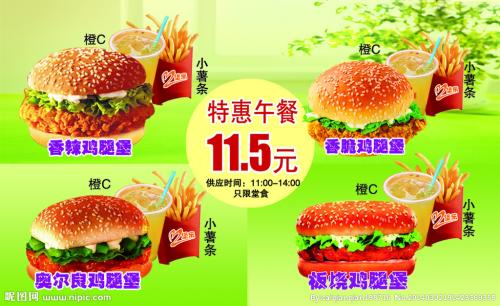 橙C
小薯条
香辣鸡腿堡
橙C
小薯条
香脆鸡腿堡
特惠午餐
11.5元
供应时间：11:00-14:00
只限堂食
橙C
小薯条
奥尔良鸡腿堡
橙C
小薯条
板烧鸡腿堡
昵图网 www.nipic.com